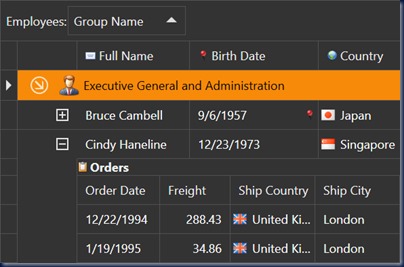 Employees: Group Name
Full Name Birth Date Country
Executive General and Administration
Bruce Cambell 9/6/1957 Japan
Cindy Haneline 12/23/1973 Singapore
Orders
Order Date Freight Ship Country Ship City
12/22/1994 288.43 United Ki... London
1/19/1995 34.86 United Ki... London